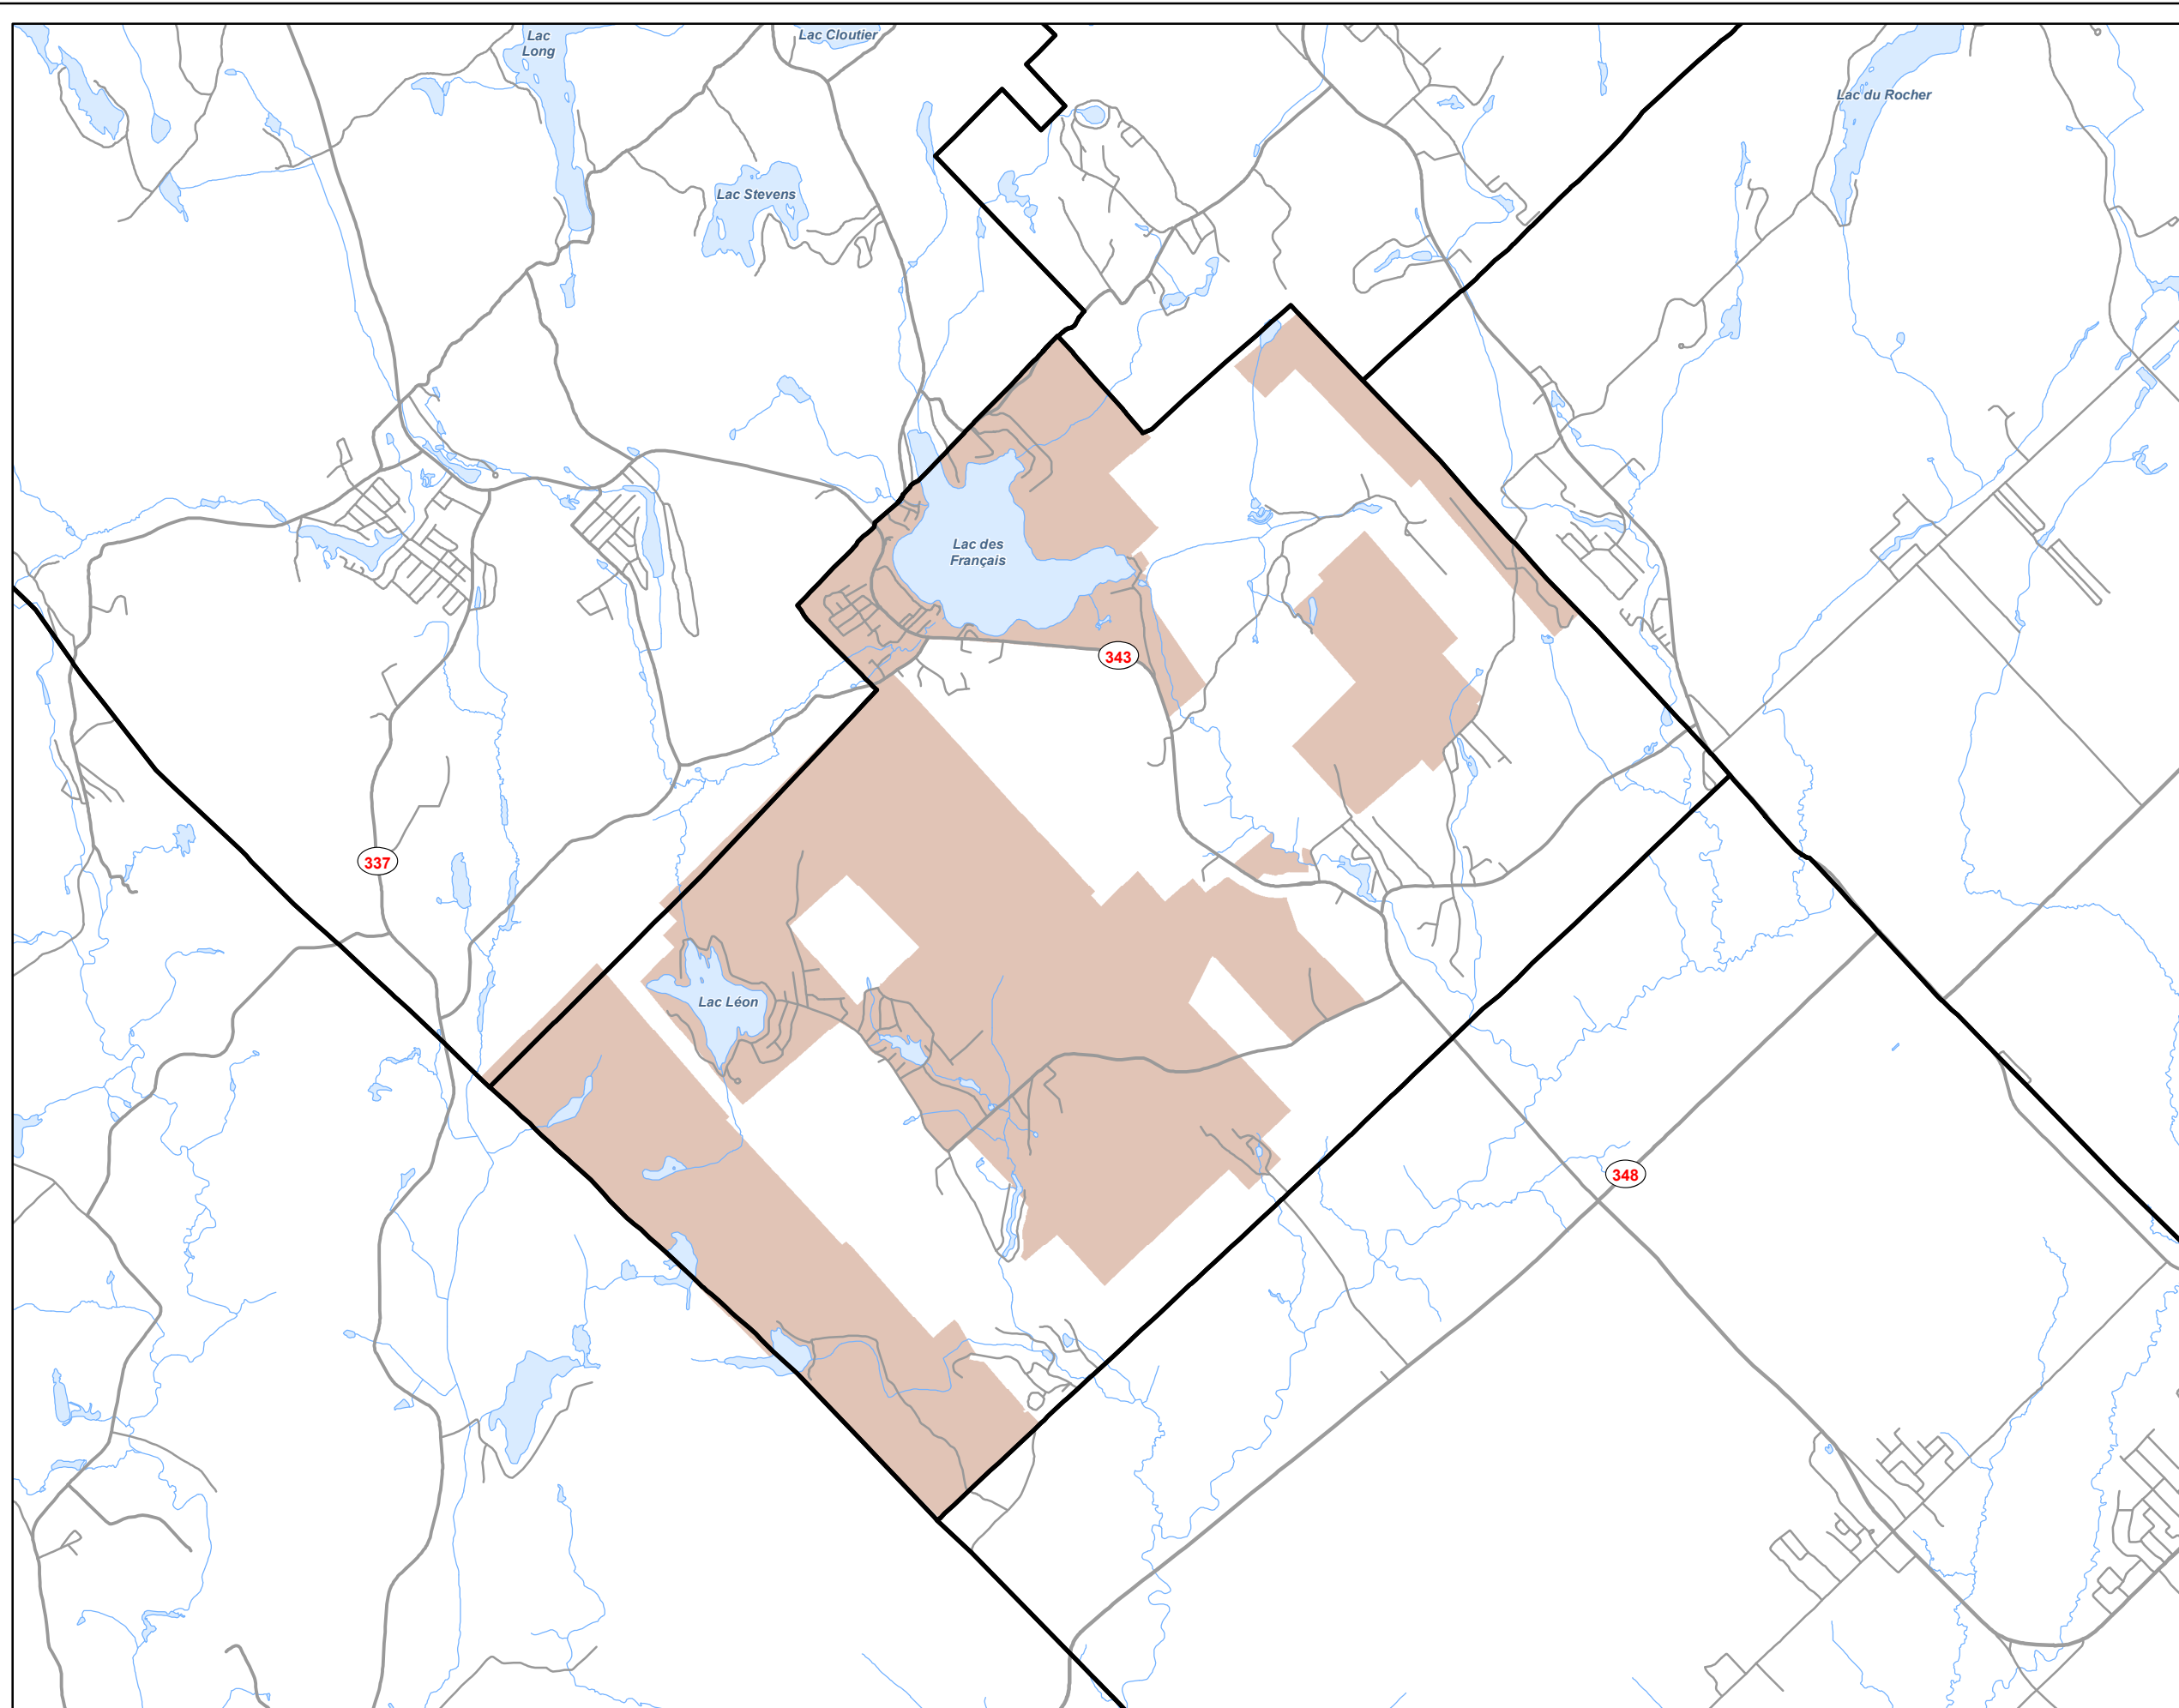 Lac
Long
Lac Cloutier
Lac du Rocher
Lac Stevens
Lac des
Français
343
337
Lac Léon
348